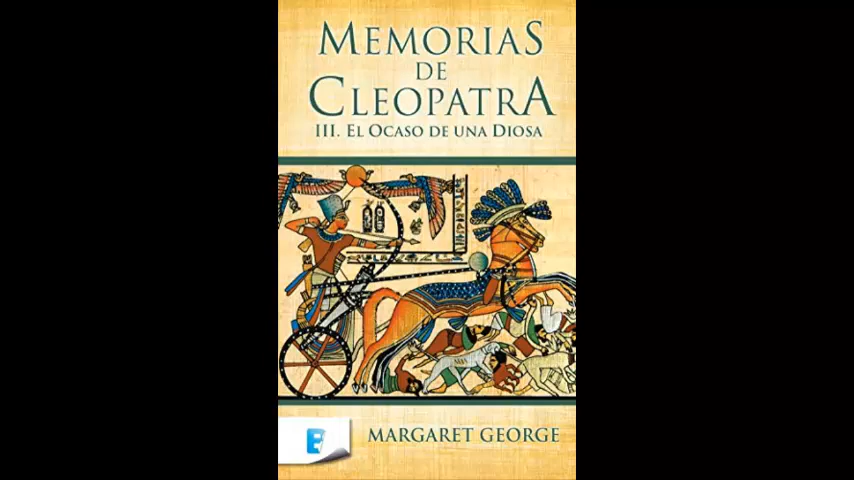 MEMORIAS
DE
CLEOPATRA
III. EL OCASO DE UNA DIOSA
MARGARET GEORGE